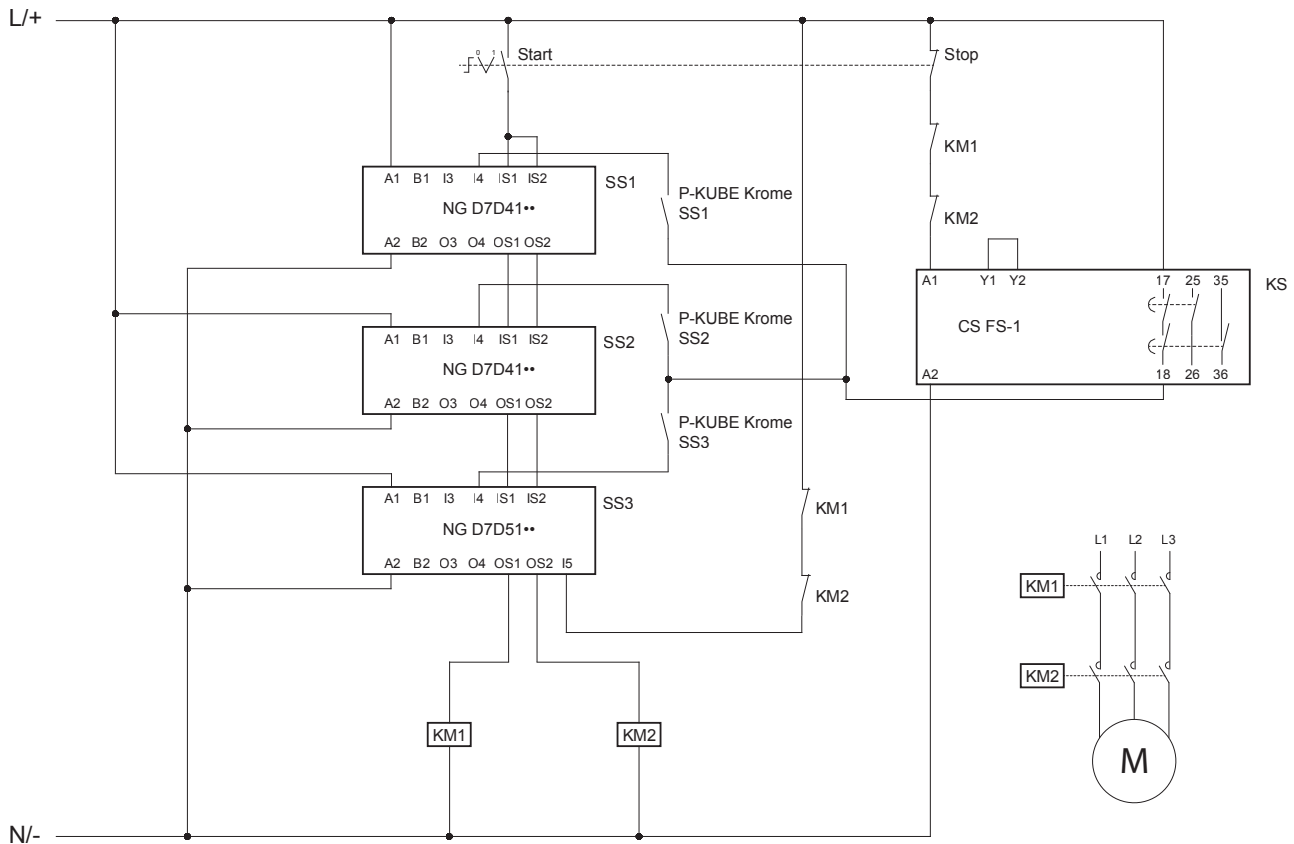 L/+
0 1
Start
Stop
KM1
KM2
A1 B1 I3 I4 IS1 IS2
NG D7D41••
A2 B2 O3 O4 OS1 OS2
SS1
P-KUBE Krome
SS1
A1 Y1 Y2 17 25 35
CS FS-1
A2 18 26 36
KS
A1 B1 I3 I4 IS1 IS2
NG D7D41••
A2 B2 O3 O4 OS1 OS2
SS2
P-KUBE Krome
SS2
P-KUBE Krome
SS3
A1 B1 I3 I4 IS1 IS2
NG D7D51••
A2 B2 O3 O4 OS1 OS2 I5
SS3
KM1
KM2
L1 L2 L3
KM1
KM2
M
KM1
KM2
N/-